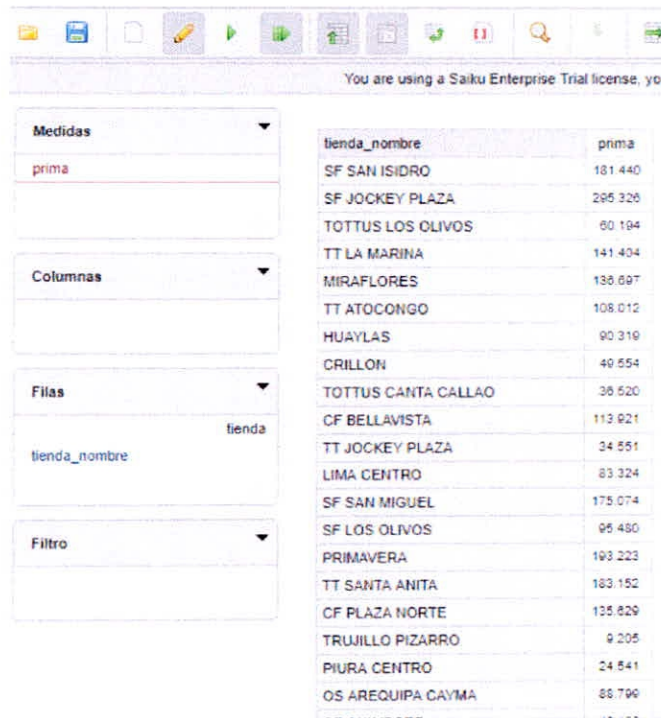 You are using a Saiku Enterprise Trial license, yo
Medidas
prima
Columnas
Filas
tienda
tienda_nombre
Filtro
tienda_nombre prima
SF SAN ISIDRO 181.440
SF JOCKEY PLAZA 295.326
TOTTUS LOS OLIVOS 60.194
TT LA MARINA 141.404
MIRAFLORES 136.697
TT ATOCONGO 108.012
HUAYLAS 90.319
CRILLON 49.554
TOTTUS CANTA CALLAO 36.520
CF BELLAVISTA 113.921
TT JOCKEY PLAZA 34.551
LIMA CENTRO 83.324
SF SAN MIGUEL 175.074
SF LOS OLIVOS 95.480
PRIMAVERA 193.223
TT SANTA ANITA 183.152
CF PLAZA NORTE 135.629
TRUJILLO PIZARRO 9.205
PIURA CENTRO 24.541
OS AREQUIPA CAYMA 88.799